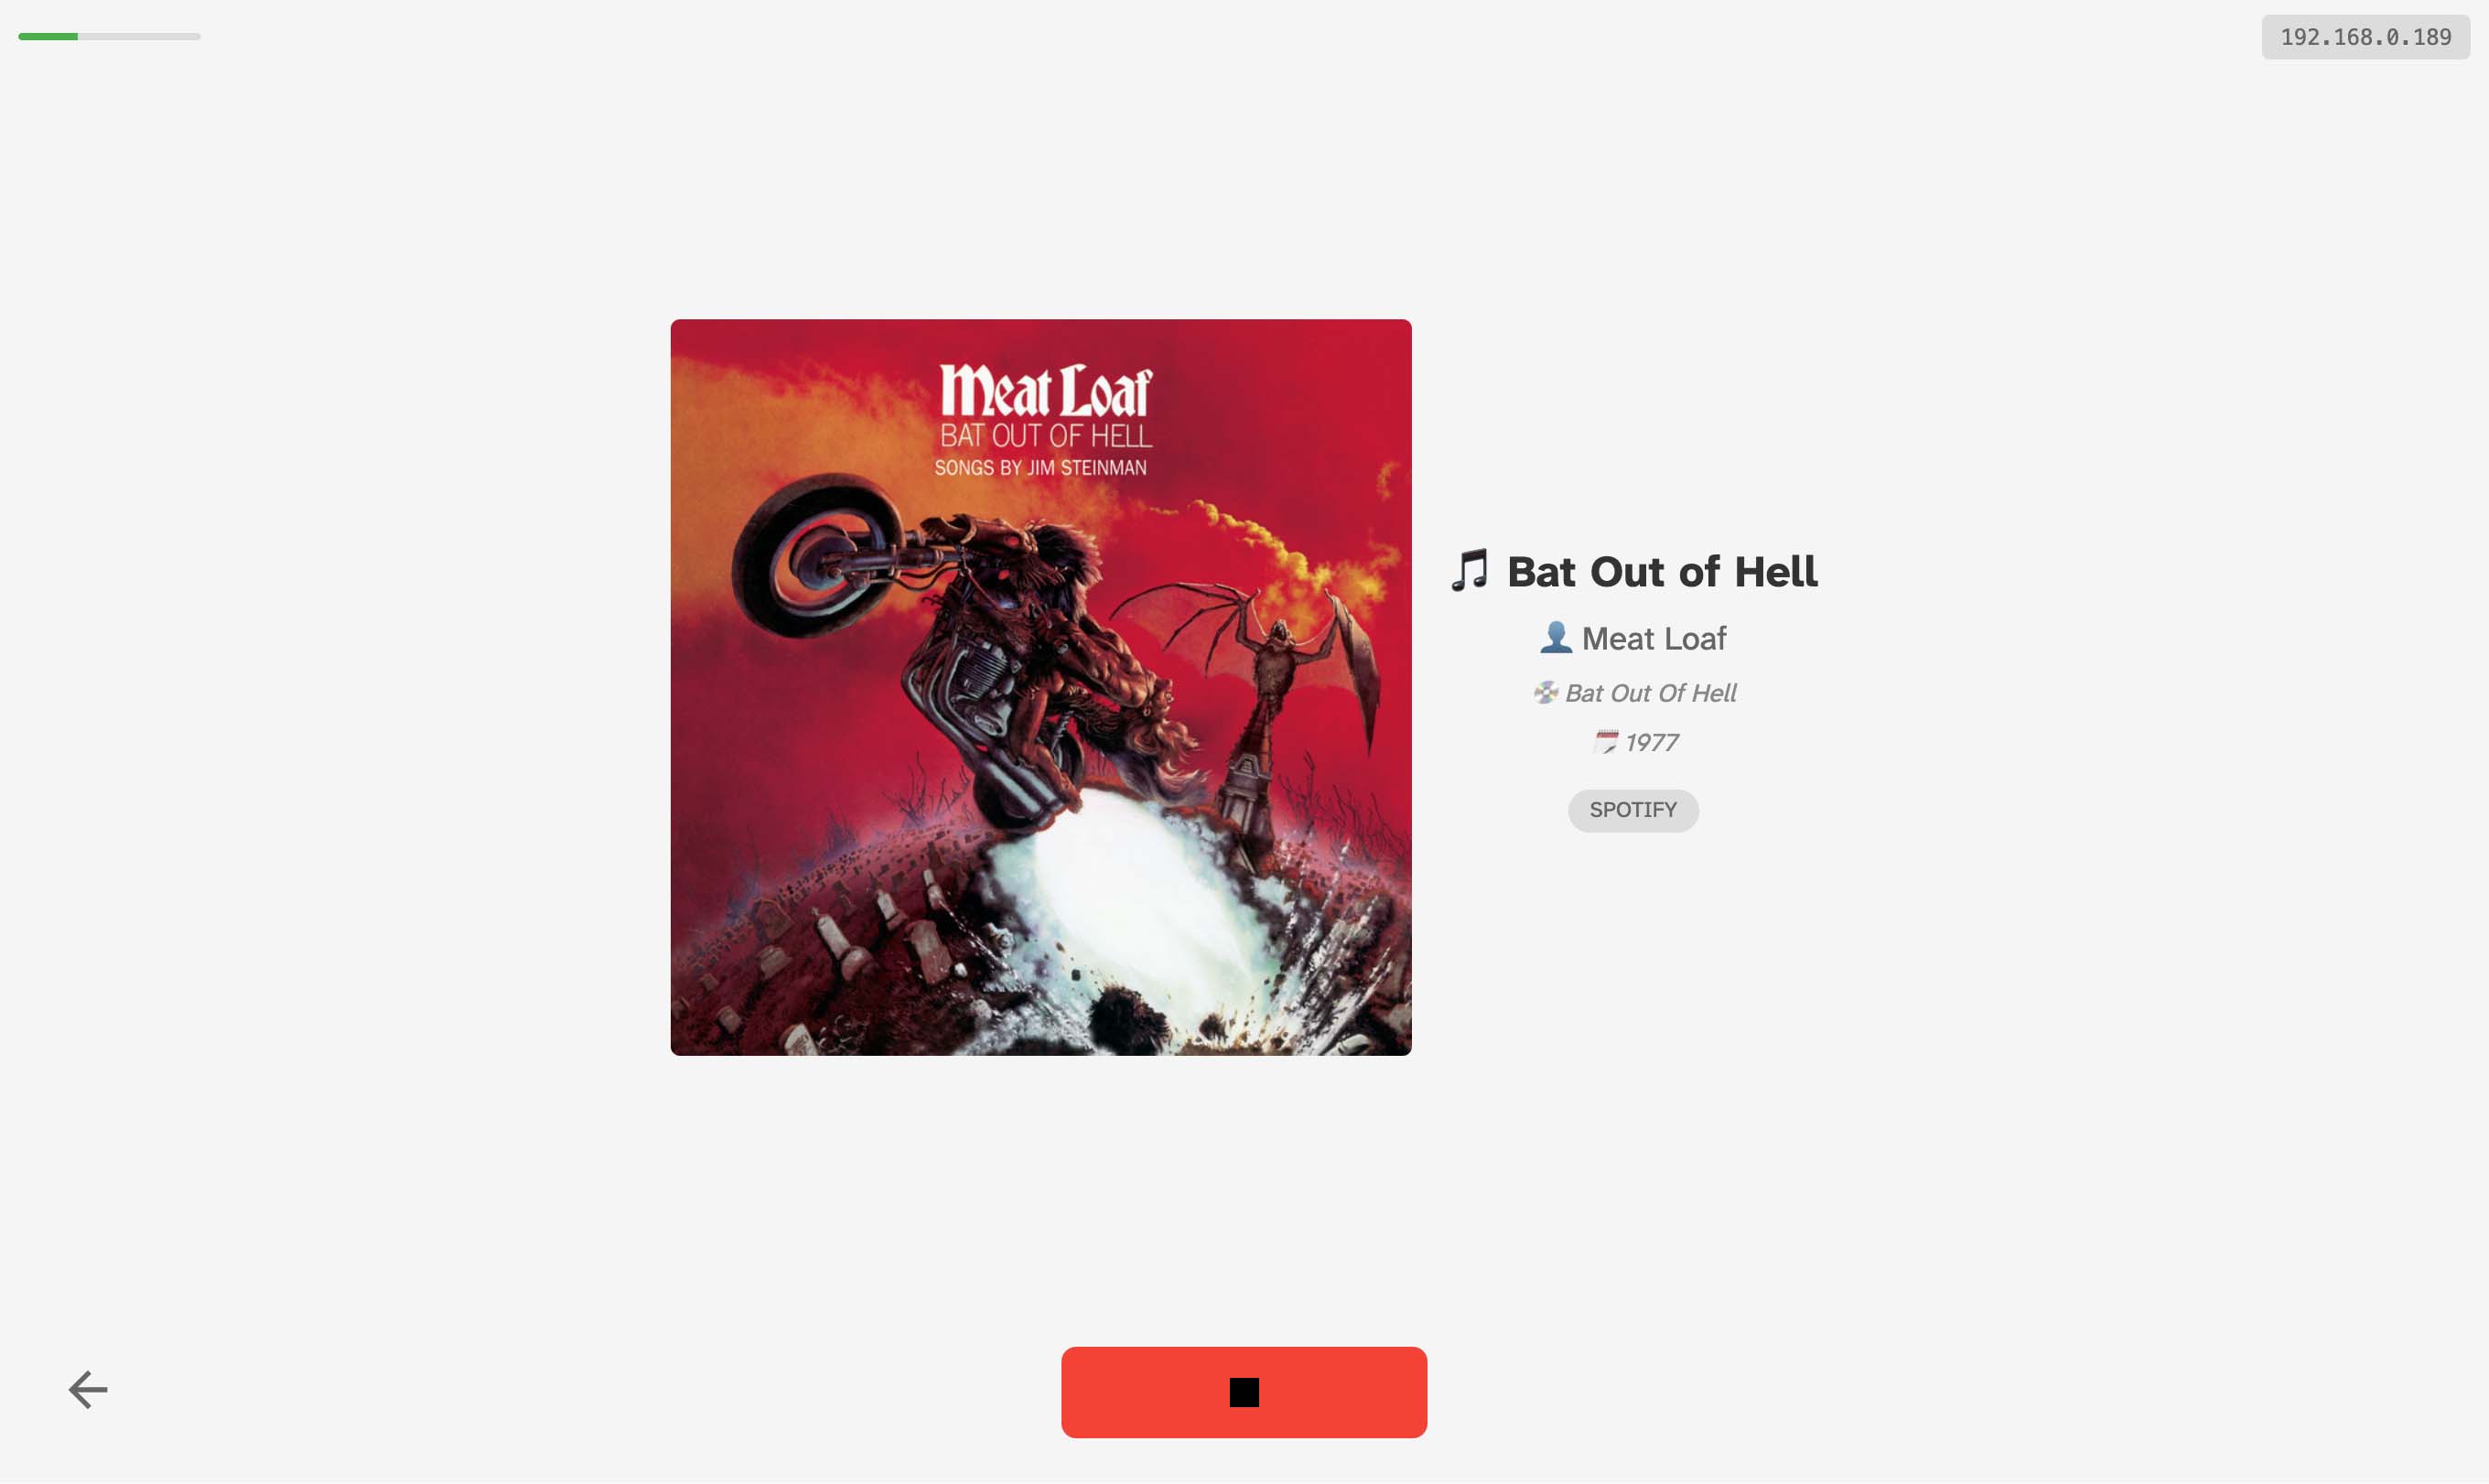 192.168.0.189
Meat Loaf
BAT OUT OF HELL
SONGS BY JIM STEINMAN
Bat Out of Hell
Meat Loaf
Bat Out Of Hell
1977
SPOTIFY